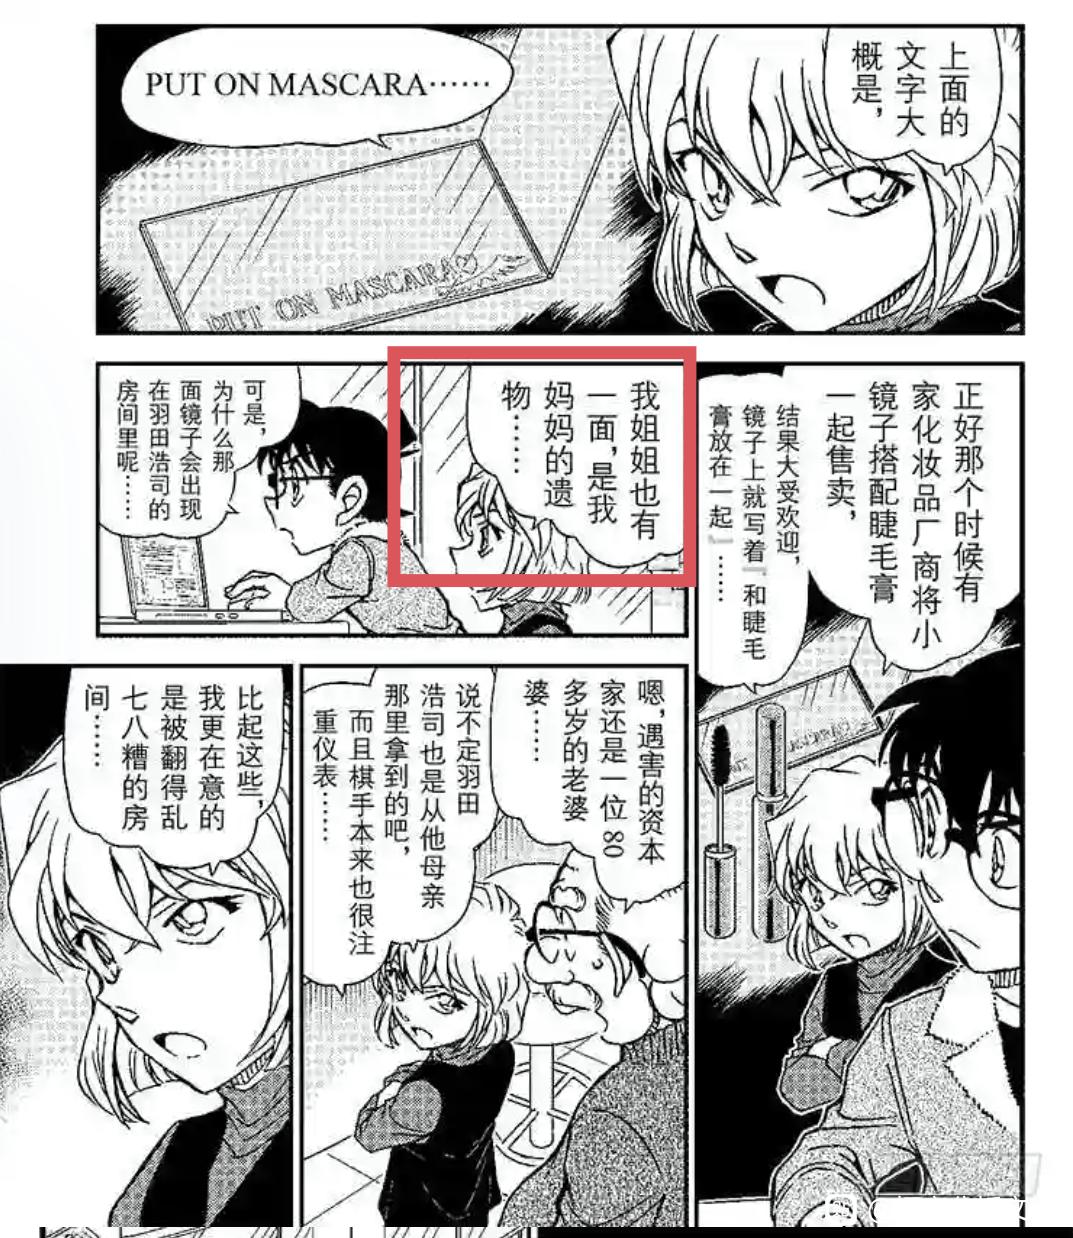 上面的
文字大
概是，
PUT ON MASCARA……
PUT ON MASCARA♡
正好那个时候有
家化妆品厂商将小
镜子搭配睫毛膏
一起售卖，
结果大受欢迎，
镜子上就写着『和睫毛
膏放在一起』……
我姐姐也有
一面，是我
妈妈的遗
物……
可是，
为什么那
面镜子会出现
在羽田浩司的
房间里呢……
嗯，遇害的资本
家还是一位80
多岁的老婆
婆……
说不定羽田
浩司也是从他母亲
那里拿到的吧，
而且棋手本来也很注
重仪表……
比起这些，
我更在意的
是被翻得乱
七八糟的房
间……